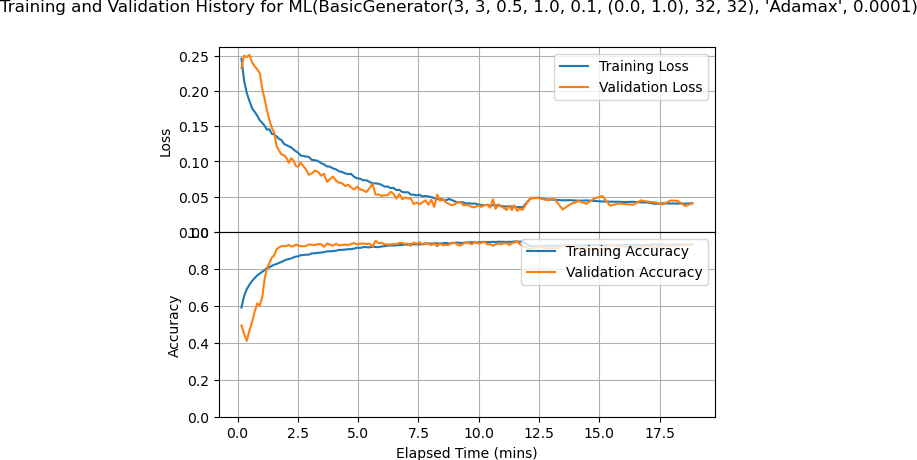 Training and Validation History for ML(BasicGenerator(3, 3, 0.5, 1.0, 0.1, (0.0, 1.0), 32, 32), 'Adamax', 0.0001)
0.25
0.20
0.15
0.10
0.05
0.00
Loss
Training Loss
Validation Loss
1.0
0.8
0.6
0.4
0.2
0.0
Accuracy
Training Accuracy
Validation Accuracy
0.0 2.5 5.0 7.5 10.0 12.5 15.0 17.5
Elapsed Time (mins)